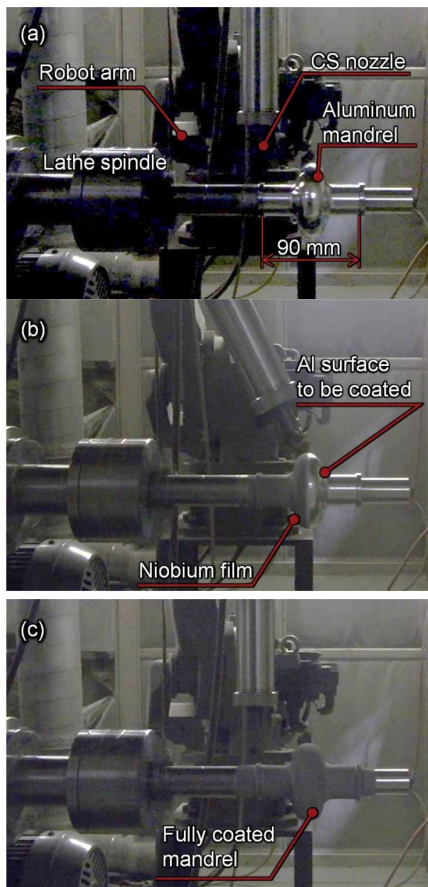 (a)
CS nozzle
Robot arm
Aluminum
mandrel
Lathe spindle
90 mm
(b)
Al surface
to be coated
Niobium film
(c)
Fully coated
mandrel